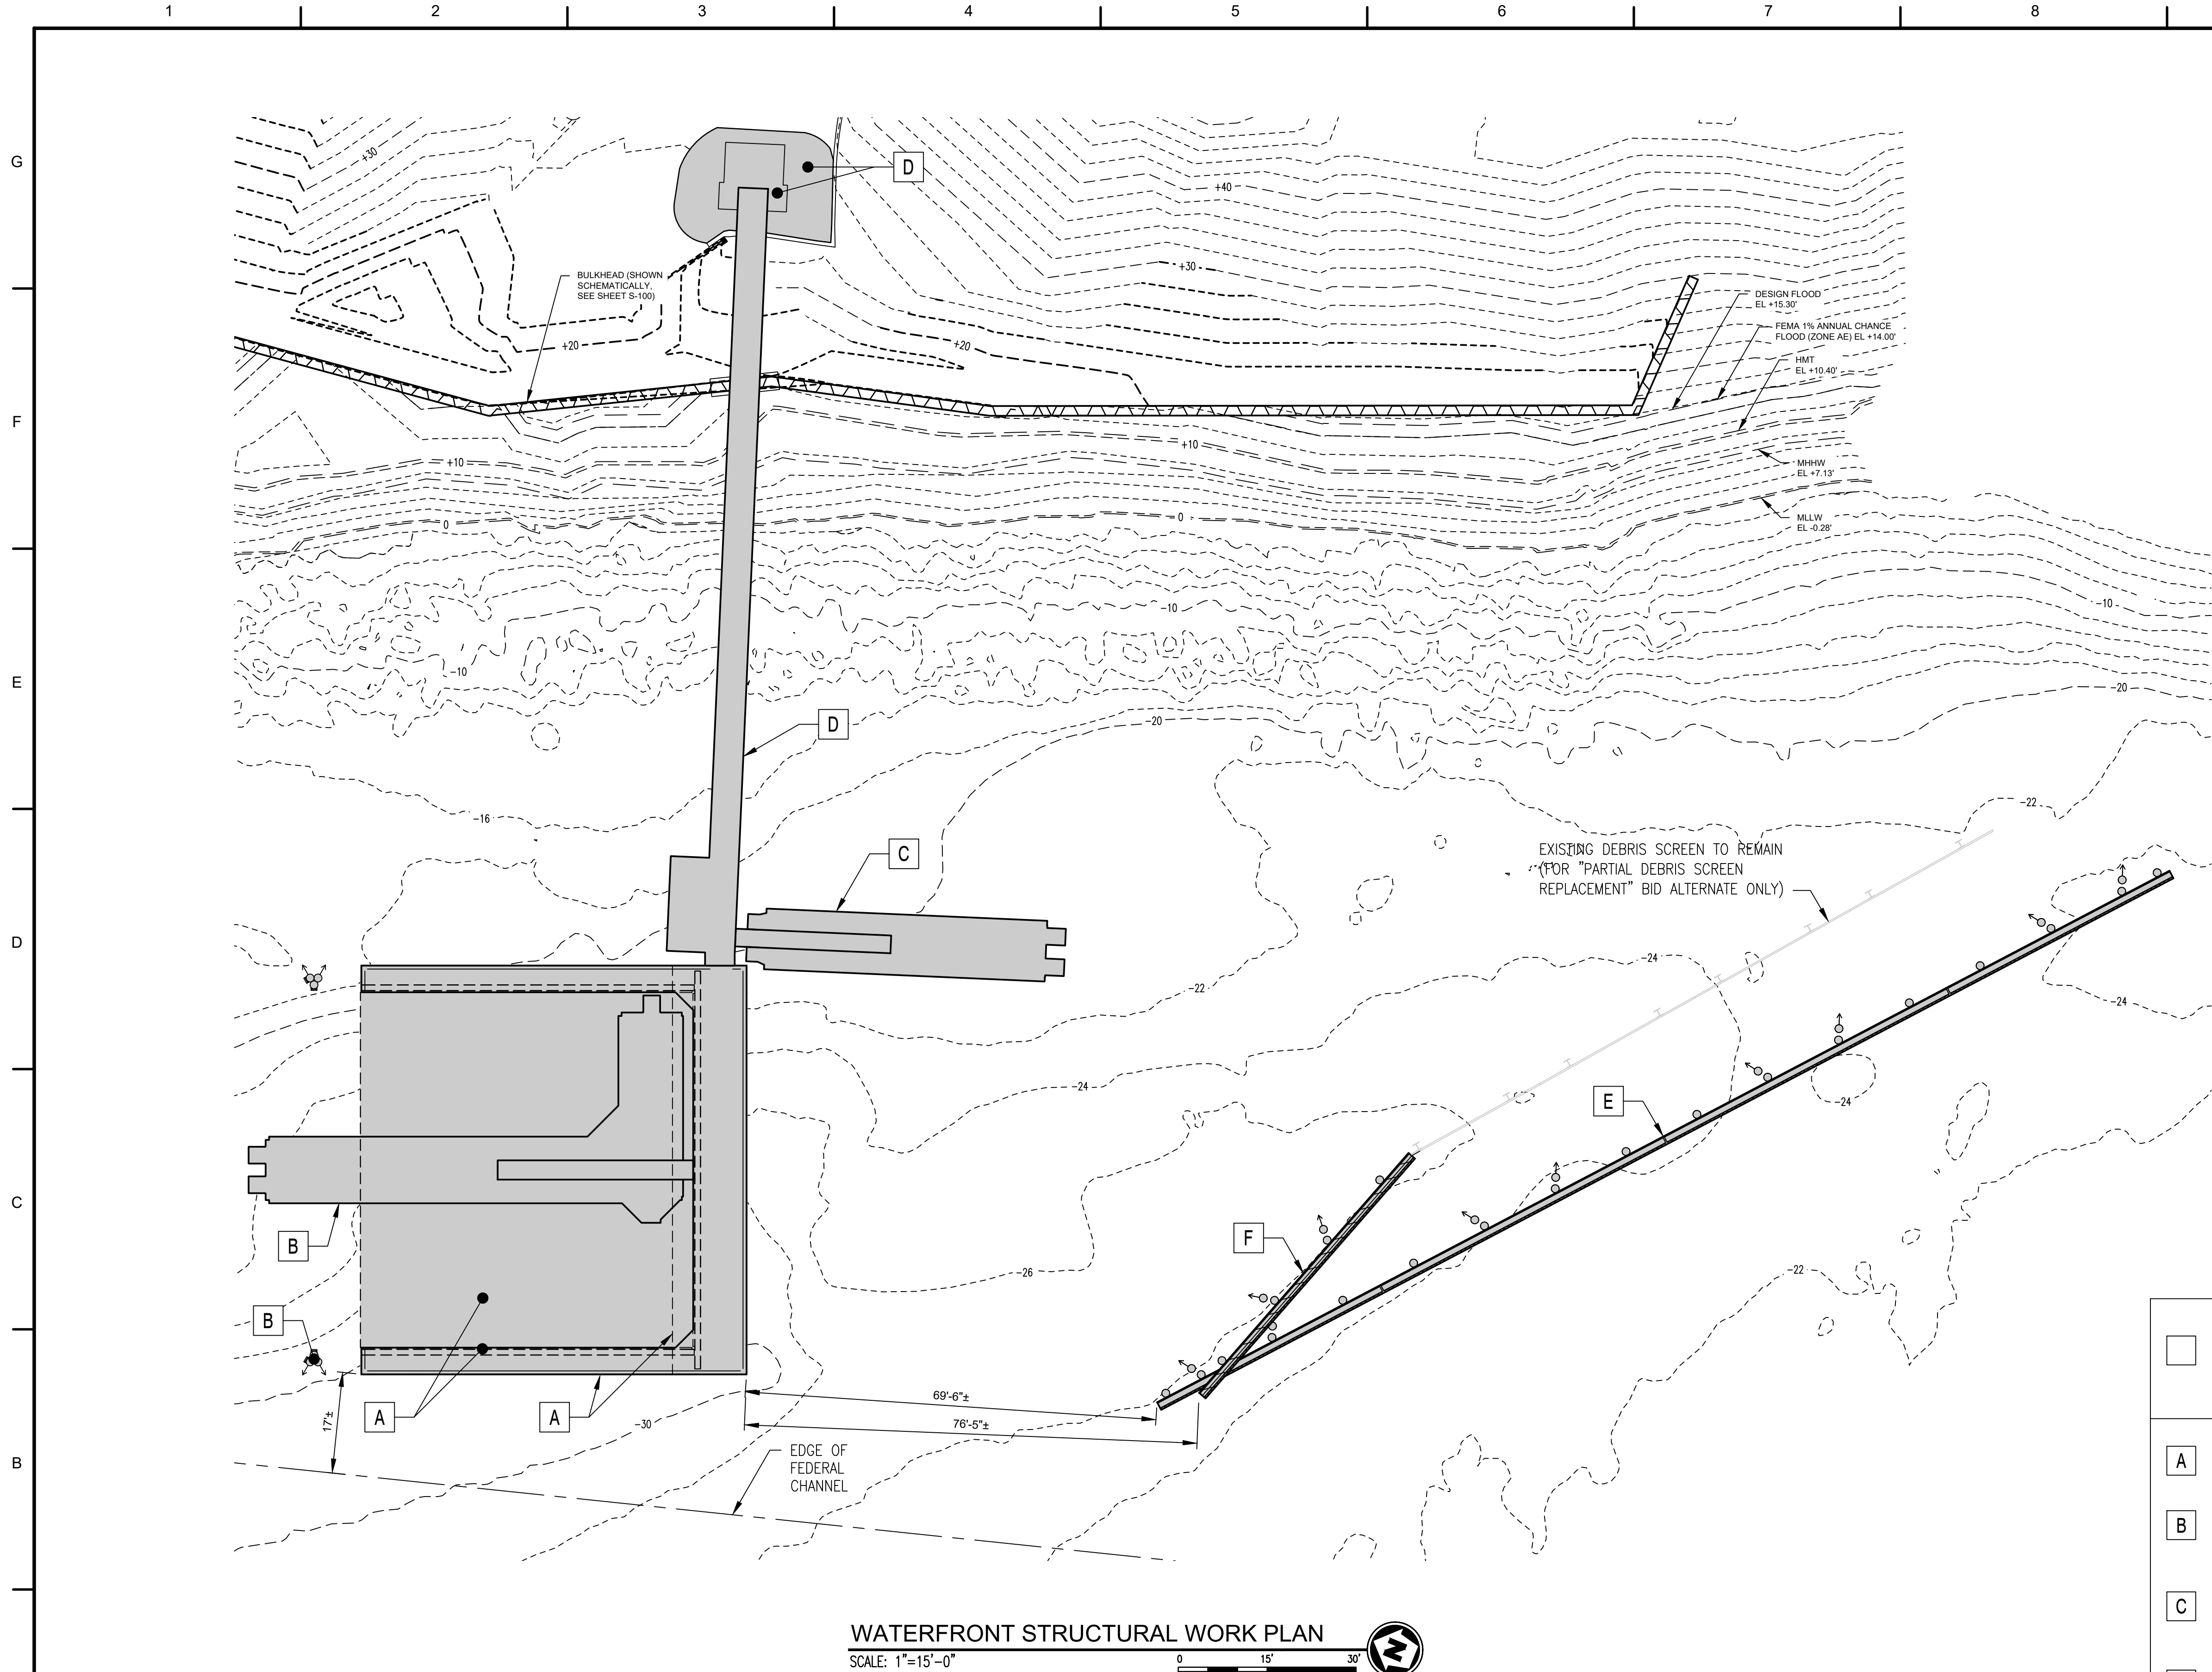 1 2 3 4 5 6 7 8
G
F
E
D
C
B
+30
D
+40
+30
BULKHEAD (SHOWN
SCHEMATICALLY,
SEE SHEET S-100)
DESIGN FLOOD
EL +15.30'
FEMA 1% ANNUAL CHANCE
FLOOD (ZONE AE) EL +14.00'
+20
+20
HMT
EL +10.40'
+10
+10
MHHW
EL +7.13'
0
0
MLLW
EL -0.28'
-10
-10
-10
-20
-20
D
-16
-22
C
EXISTING DEBRIS SCREEN TO REMAIN
(FOR "PARTIAL DEBRIS SCREEN
REPLACEMENT" BID ALTERNATE ONLY)
-24
-22
-24
-24
-24
E
F
B
-26
-22
B
A
A
-30
17'±
69'-6"±
76'-5"±
EDGE OF
FEDERAL
CHANNEL
A
B
C
WATERFRONT STRUCTURAL WORK PLAN
SCALE: 1"=15'-0"
0 15' 30'
N